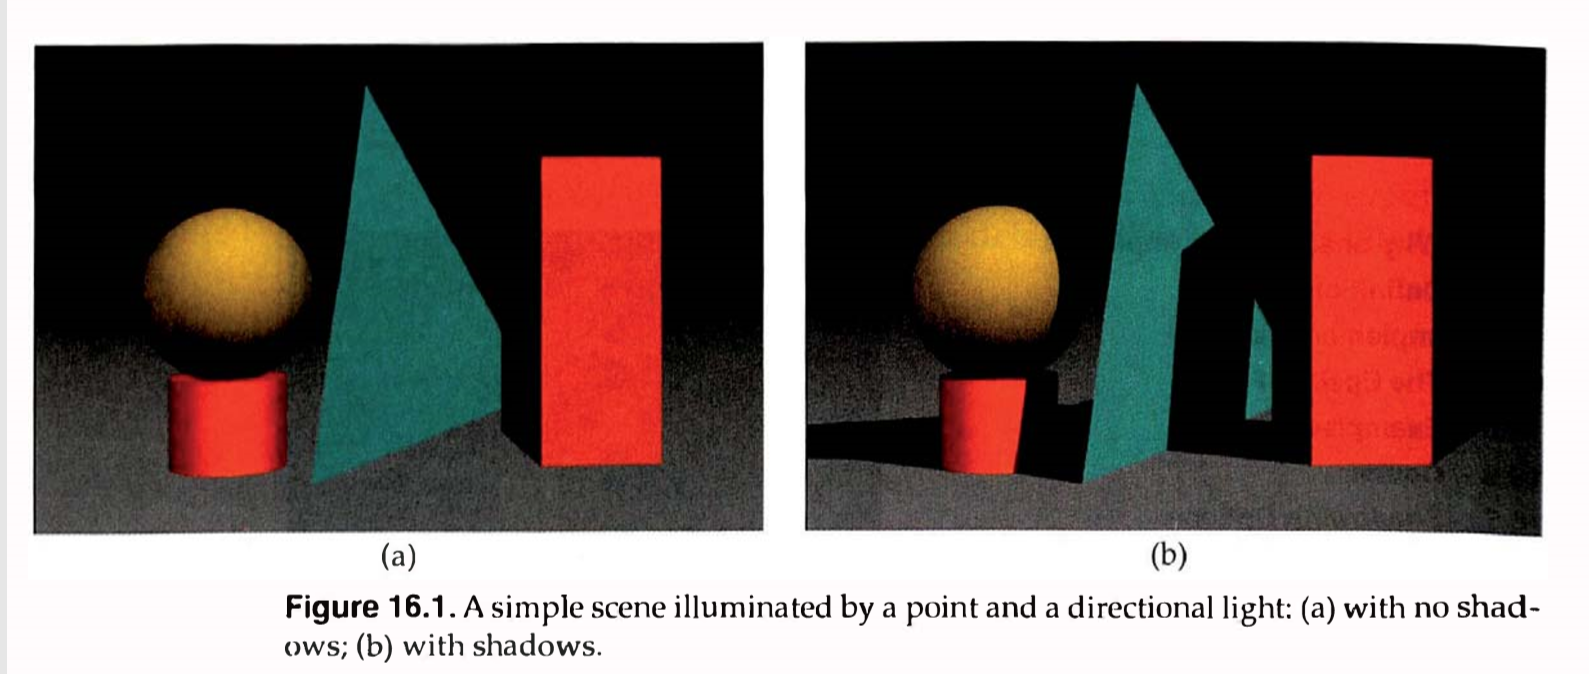 (a)
(b)
Figure 16.1. A simple scene illuminated by a point and a directional light: (a) with no shad-
ows; (b) with shadows.